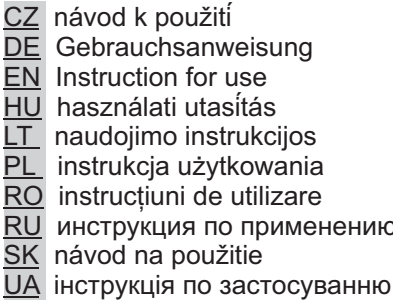 CZ návod k použití
DE Gebrauchsanweisung
EN Instruction for use
HU használati utasítás
LT naudojimo instrukcijos
PL instrukcja użytkowania
RO instrucțiuni de utilizare
RU инструкция по применению
SK návod na použitie
UA інструкція по застосуванню